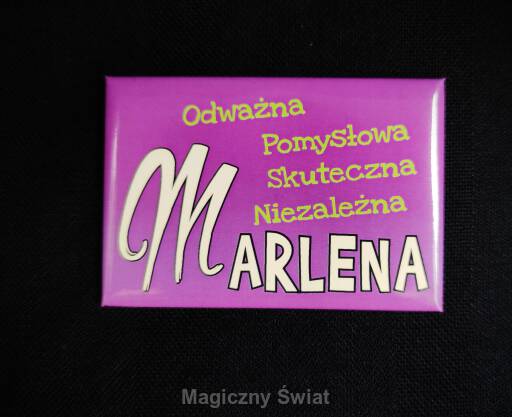 Odważna
Pomysłowa
Skuteczna
Niezależna
MARLENA
Magiczny Świat